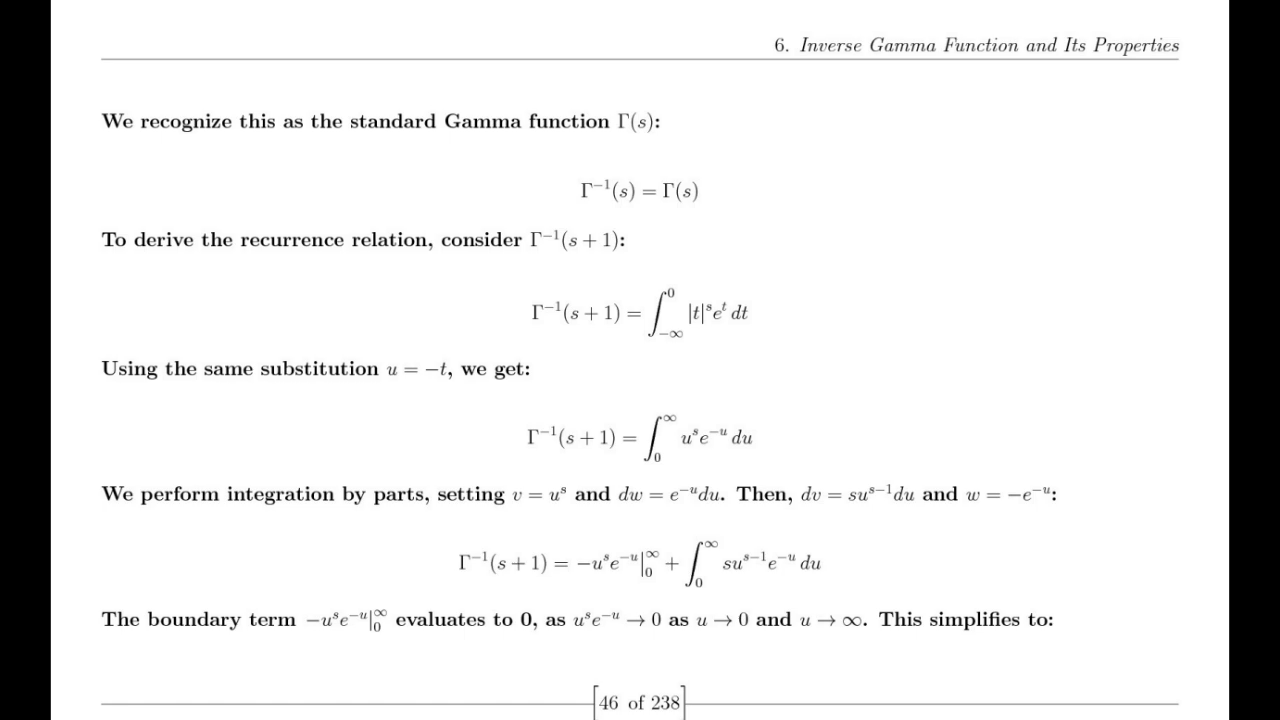 6. Inverse Gamma Function and Its Properties
We recognize this as the standard Gamma function Γ(s):
Γ⁻¹(s) = Γ(s)
To derive the recurrence relation, consider Γ⁻¹(s + 1):
Γ⁻¹(s + 1) = ∫_{−∞}^{0} |t|^s e^t dt
Using the same substitution u = −t, we get:
Γ⁻¹(s + 1) = ∫_{0}^{∞} u^s e^{−u} du
We perform integration by parts, setting v = u^s and dw = e^{−u}du. Then, dv = su^{s−1}du and w = −e^{−u}:
Γ⁻¹(s + 1) = −u^s e^{−u}|_{0}^{∞} + ∫_{0}^{∞} su^{s−1}e^{−u} du
The boundary term −u^s e^{−u}|_{0}^{∞} evaluates to 0, as u^s e^{−u} → 0 as u → 0 and u → ∞. This simplifies to:
46 of 238